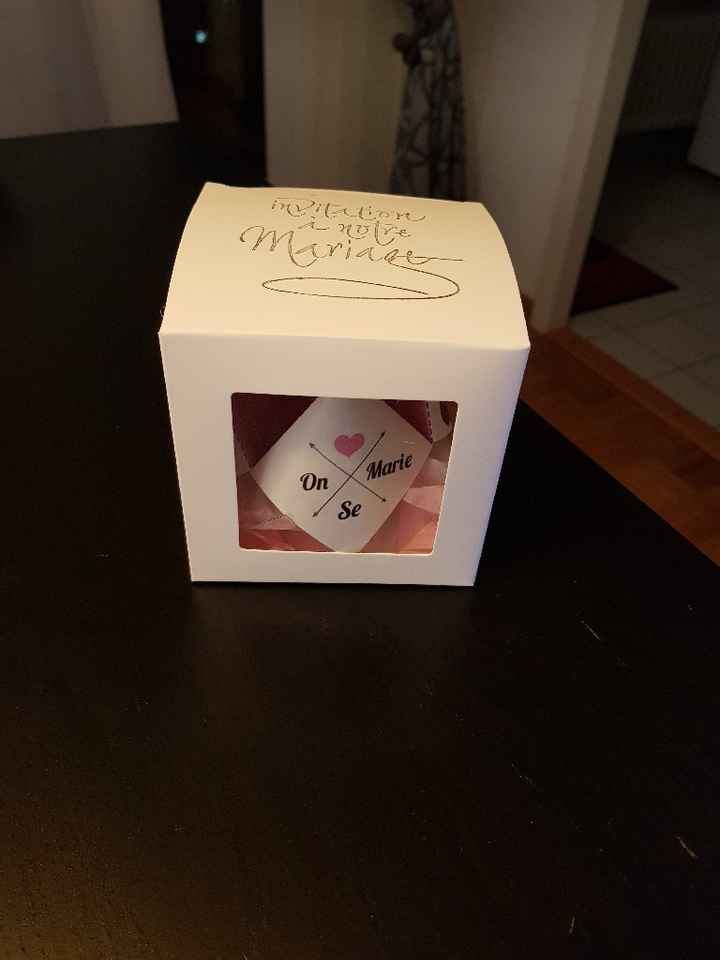 invitation
a notre
Mariage
On
Marie
Se